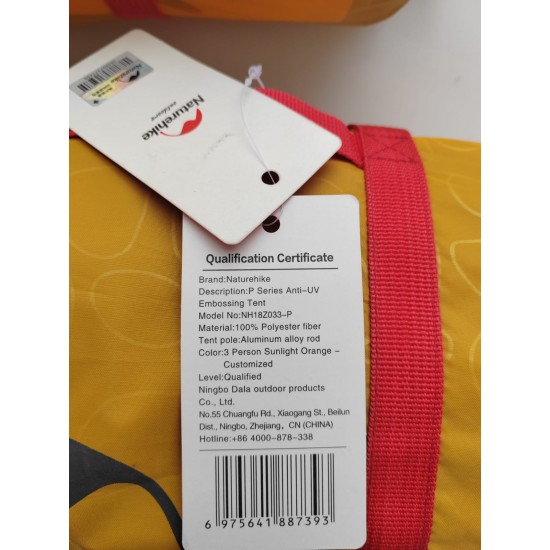 Naturehike
outdoors
Qualification Certificate
Brand:Naturehike
Description:P Series Anti-UV
Embossing Tent
Model No:NH18Z033-P
Material:100% Polyester fiber
Tent pole:Aluminum alloy rod
Color:3 Person Sunlight Orange –
Customized
Level:Qualified
Ningbo Dala outdoor products
Co., Ltd.
No.55 Chuangfu Rd., Xiaogang St., Beilun
Dist., Ningbo, Zhejiang, CN (CHINA)
Hotline:+86 4000-878-338
6 975641 887393